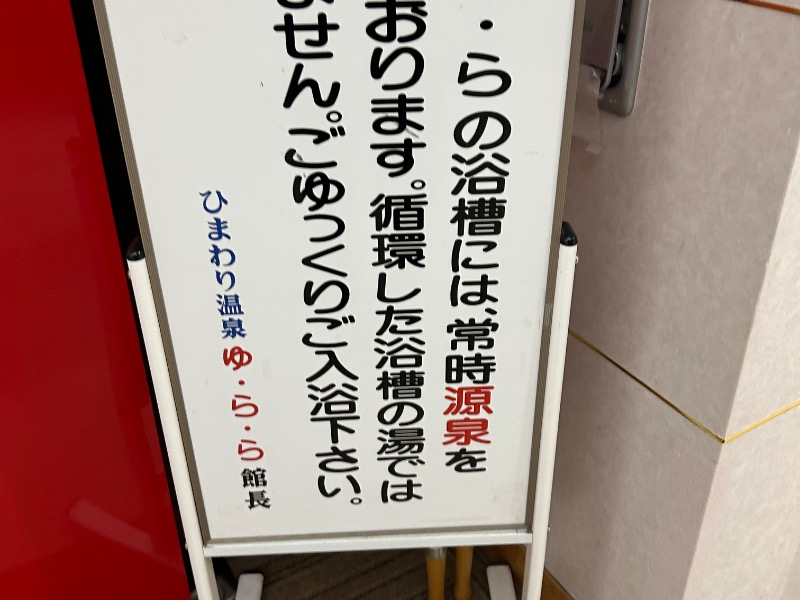 ・らの浴槽には、常時源泉を
おります。循環した浴槽の湯では
ません。ごゆっくりご入浴下さい。
ひまわり温泉 ゆ・ら・ら 館長